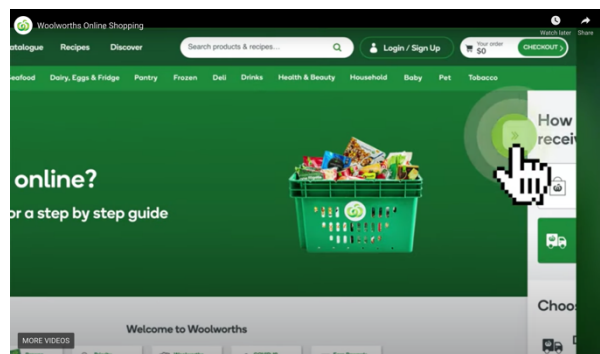 Woolworths Online Shopping
Watch later
Share
atalogue Recipes Discover
Search products & recipes...
Login / Sign Up
Your order
$0
CHECKOUT
eafood Dairy, Eggs & Fridge Pantry Frozen Deli Drinks Health & Beauty Household Baby Pet Tobacco
How
recei
online?
or a step by step guide
Choo
Welcome to Woolworths
MORE VIDEOS